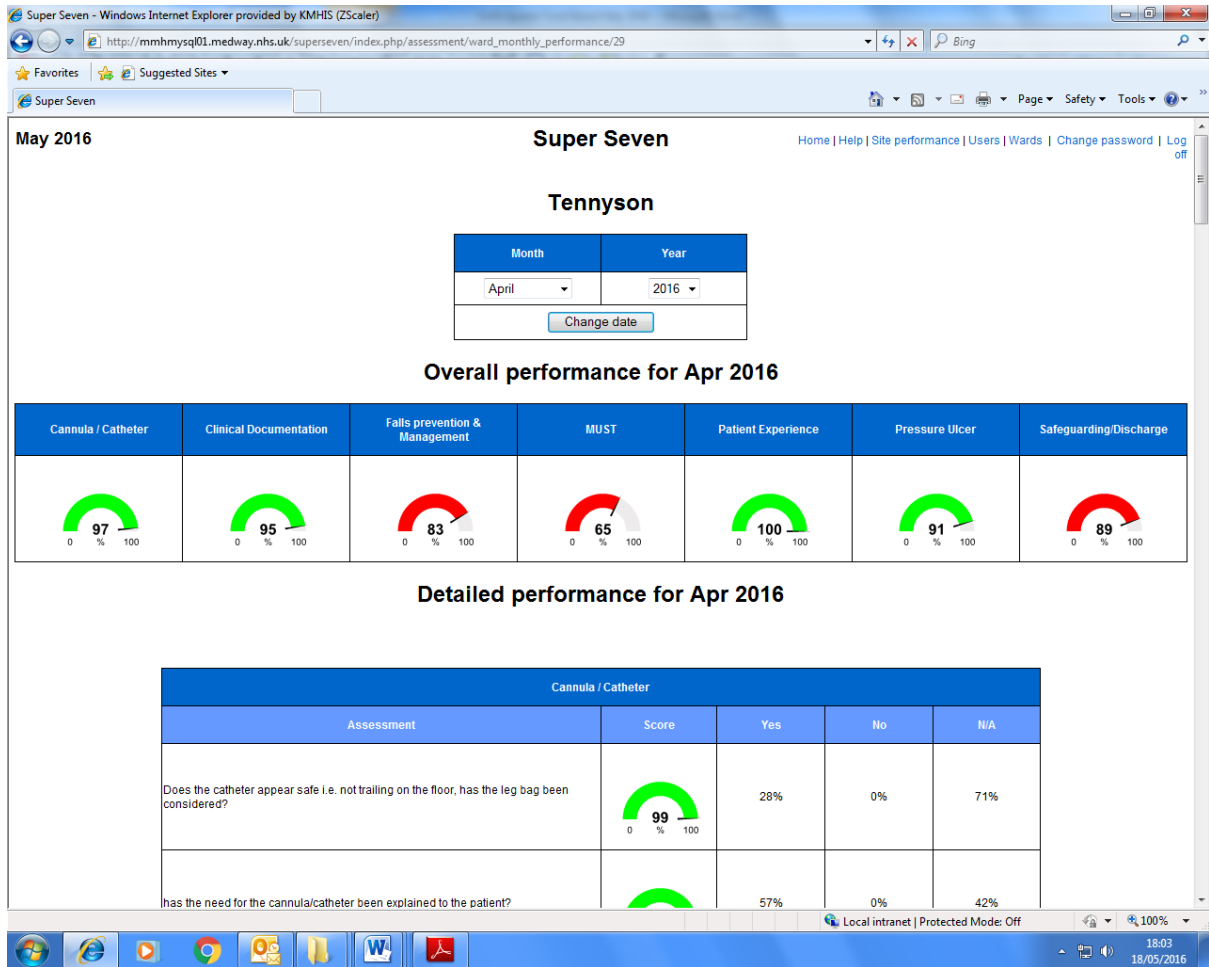 Super Seven - Windows Internet Explorer provided by KMHIS (ZScaler)
http://mmhmysql01.medway.nhs.uk/superseven/index.php/assessment/ward_monthly_performance/29
Bing
Favorites
Suggested Sites
Super Seven
Page
Safety
Tools
May 2016
Super Seven
Home | Help | Site performance | Users | Wards | Change password | Log
off
Tennyson
Month Year
April 2016
Change date
Overall performance for Apr 2016
Cannula / Catheter
Clinical Documentation
Falls prevention &
Management
MUST
Patient Experience
Pressure Ulcer
Safeguarding/Discharge
97
0 % 100
95
0 % 100
83
0 % 100
65
0 % 100
100
0 % 100
91
0 % 100
89
0 % 100
Detailed performance for Apr 2016
Cannula / Catheter
Assessment Score Yes No N/A
Does the catheter appear safe i.e. not trailing on the floor, has the leg bag been
considered?
99
0 % 100
28% 0% 71%
has the need for the cannula/catheter been explained to the patient?
57% 0% 42%
Local intranet | Protected Mode: Off
100%
18:03
18/05/2016